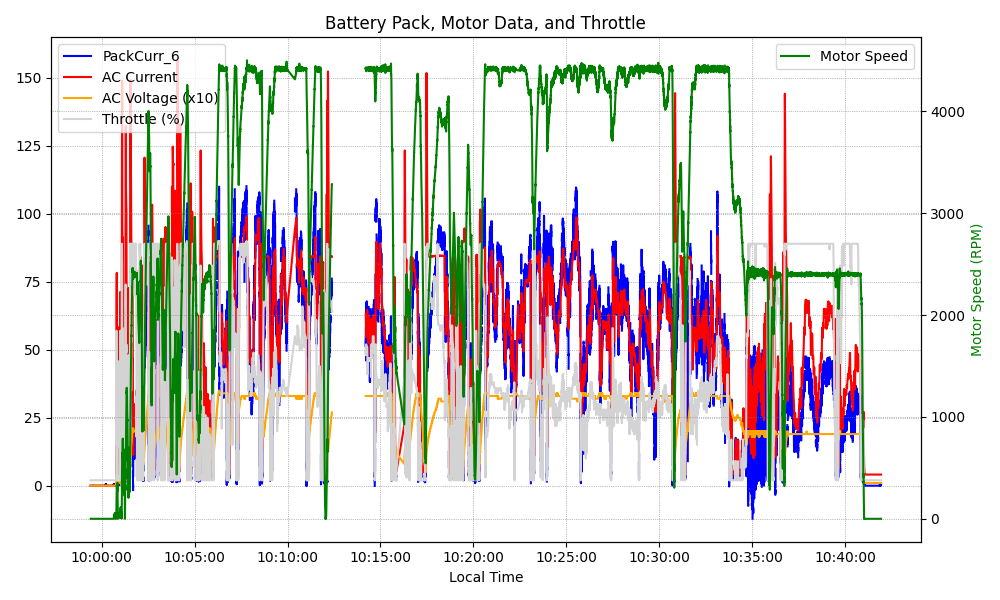 Battery Pack, Motor Data, and Throttle
PackCurr_6
AC Current
AC Voltage (x10)
Throttle (%)
Motor Speed
150
125
100
75
50
25
0
4000
3000
2000
1000
0
Motor Speed (RPM)
10:00:00 10:05:00 10:10:00 10:15:00 10:20:00 10:25:00 10:30:00 10:35:00 10:40:00
Local Time